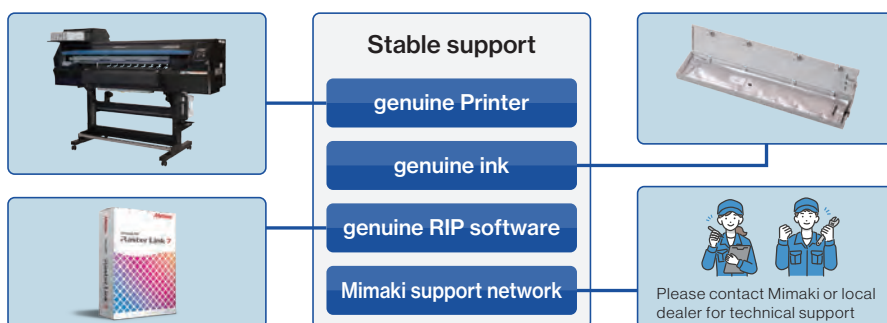 Stable support
genuine Printer
genuine ink
genuine RIP software
Mimaki support network
Please contact Mimaki or local
dealer for technical support